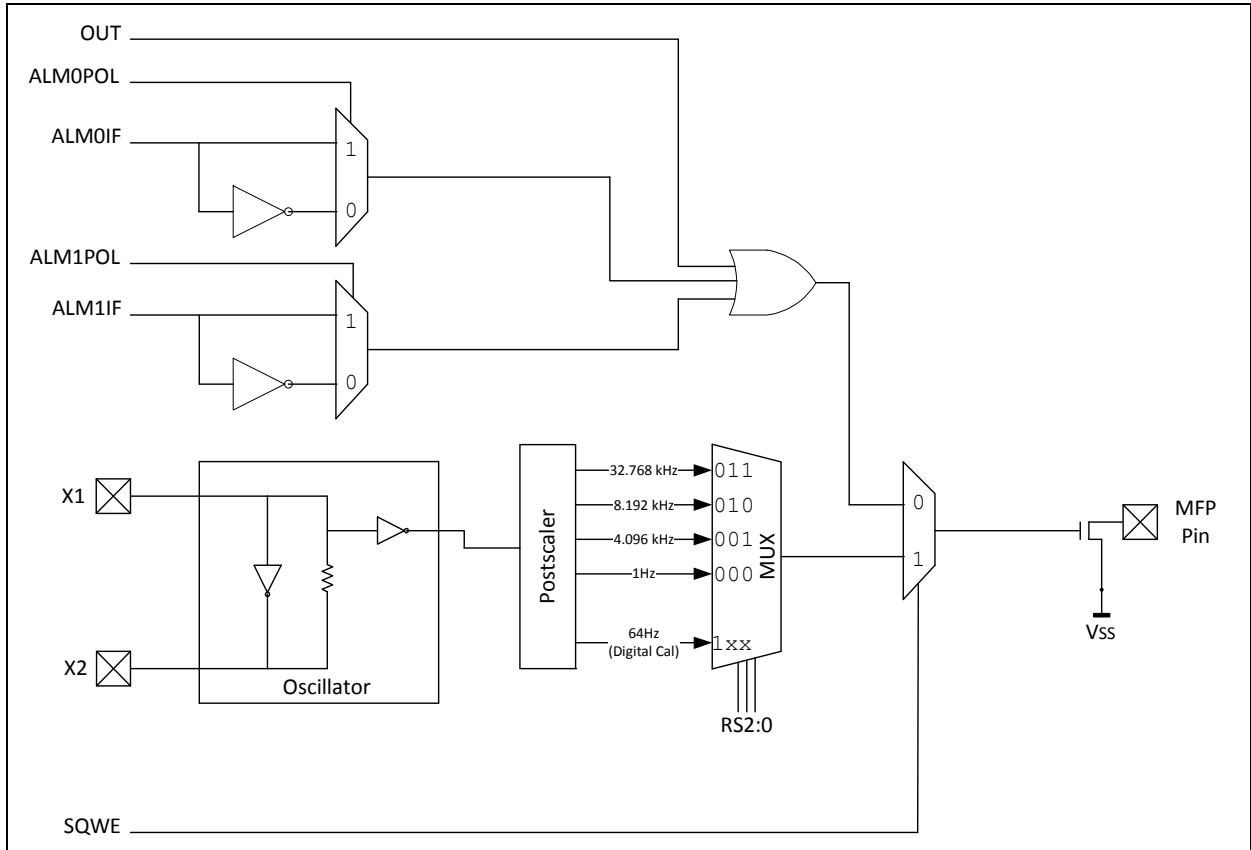 OUT
ALM0POL
ALM0IF
1
0
ALM1POL
ALM1IF
1
0
X1
X2
Oscillator
Postscaler
32.768 kHz
8.192 kHz
4.096 kHz
1Hz
64Hz
(Digital Cal)
011
010
001
000
1xx
MUX
RS2:0
0
1
MFP
Pin
VSS
SQWE